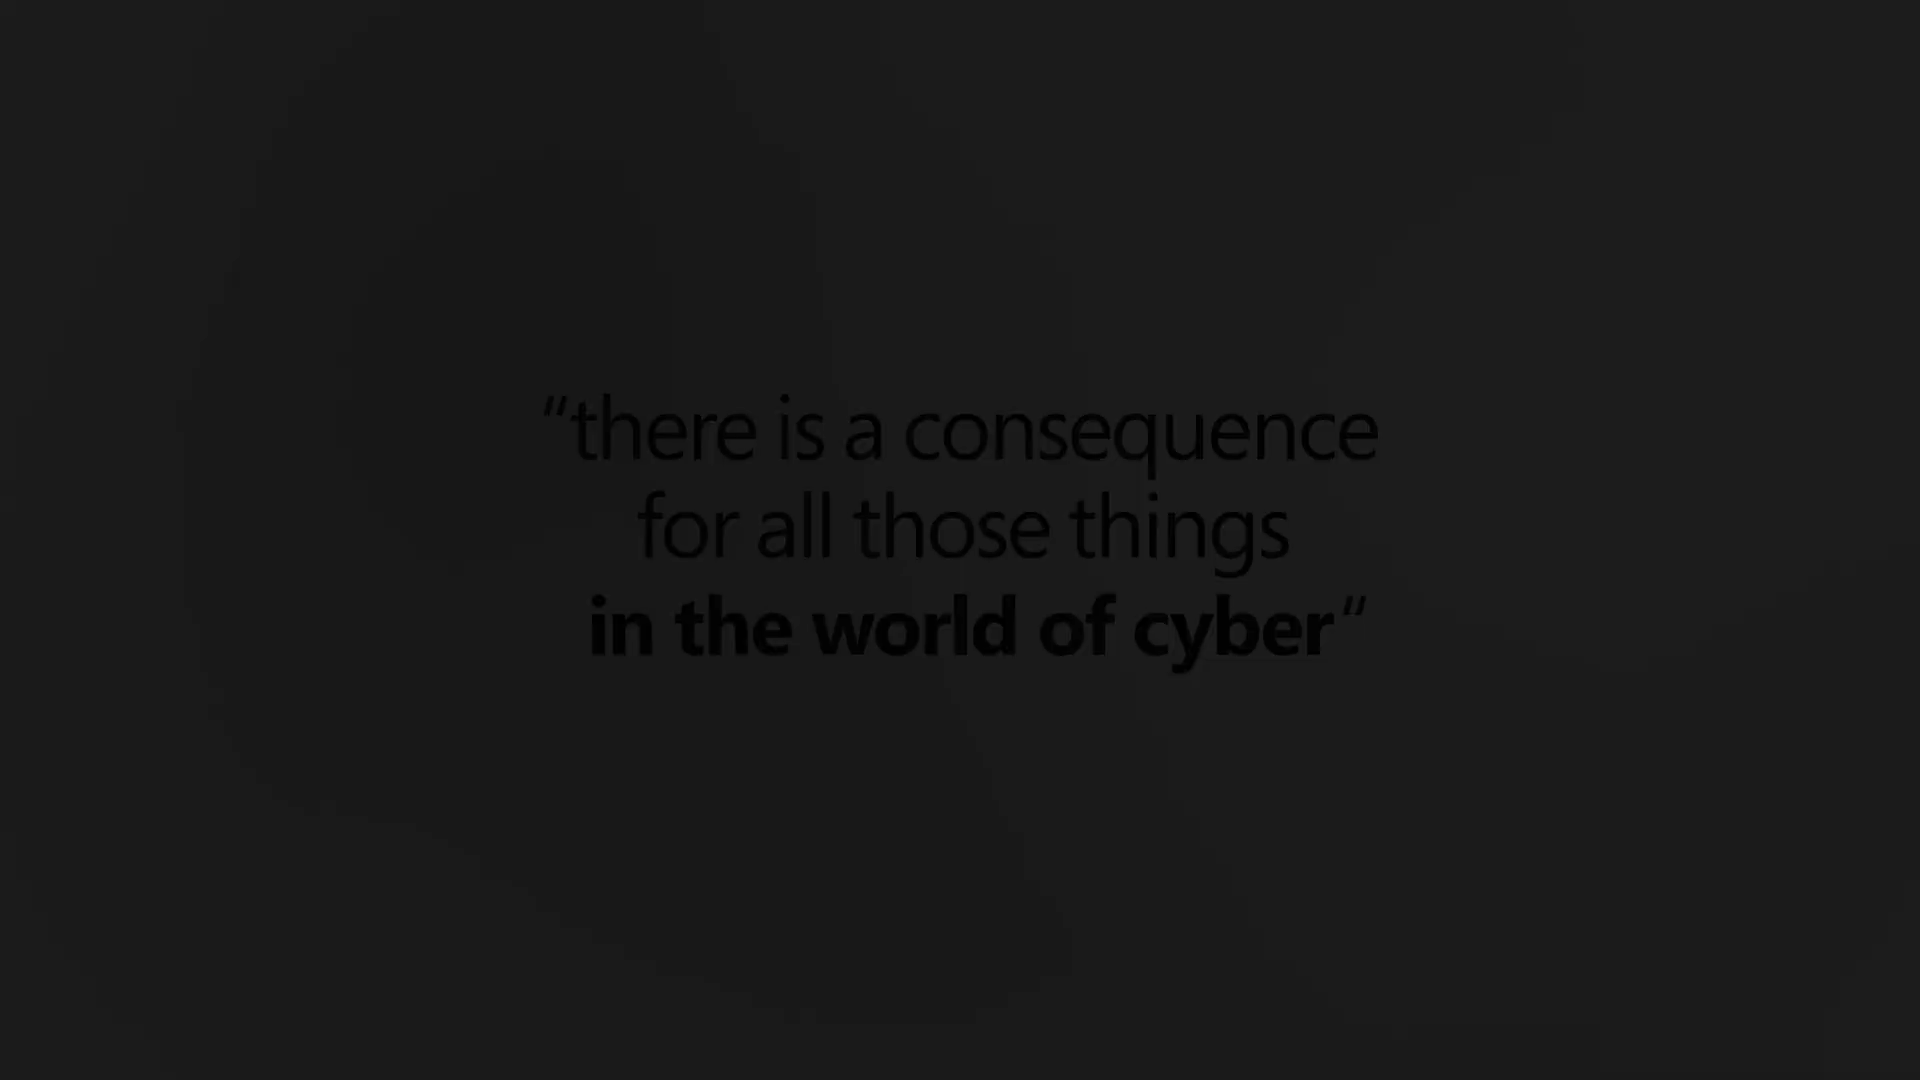 "there is a consequence
for all those things
in the world of cyber"